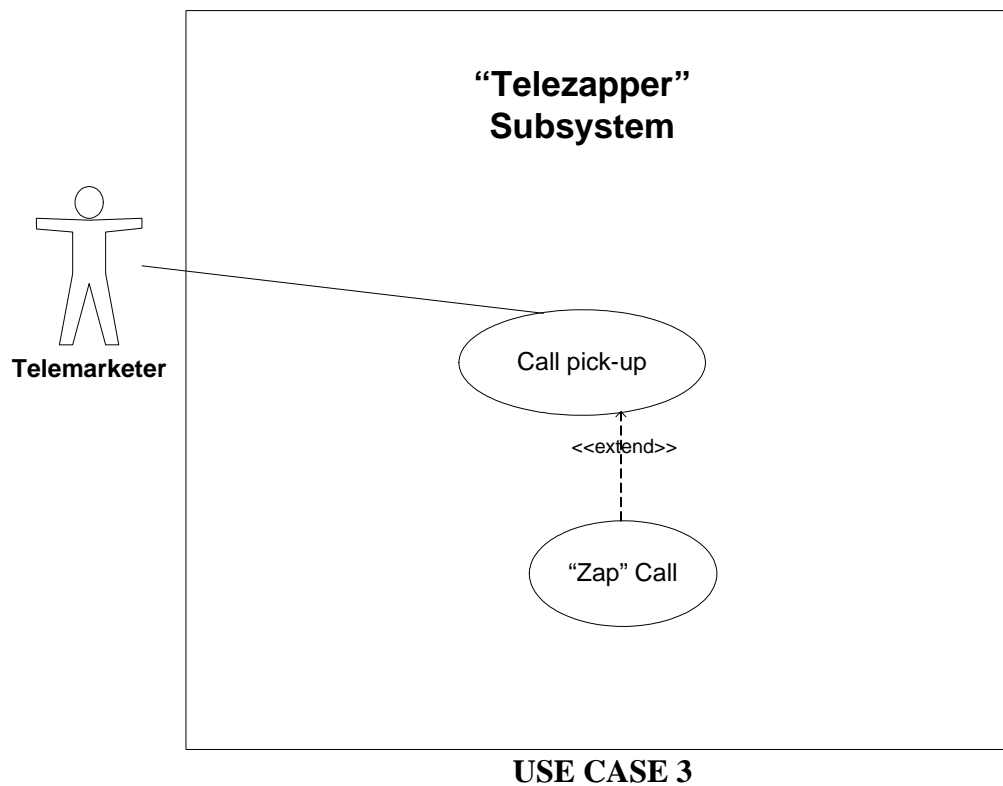 “Telezapper”
Subsystem
Telemarketer
Call pick-up
<<extend>>
“Zap” Call
USE CASE 3